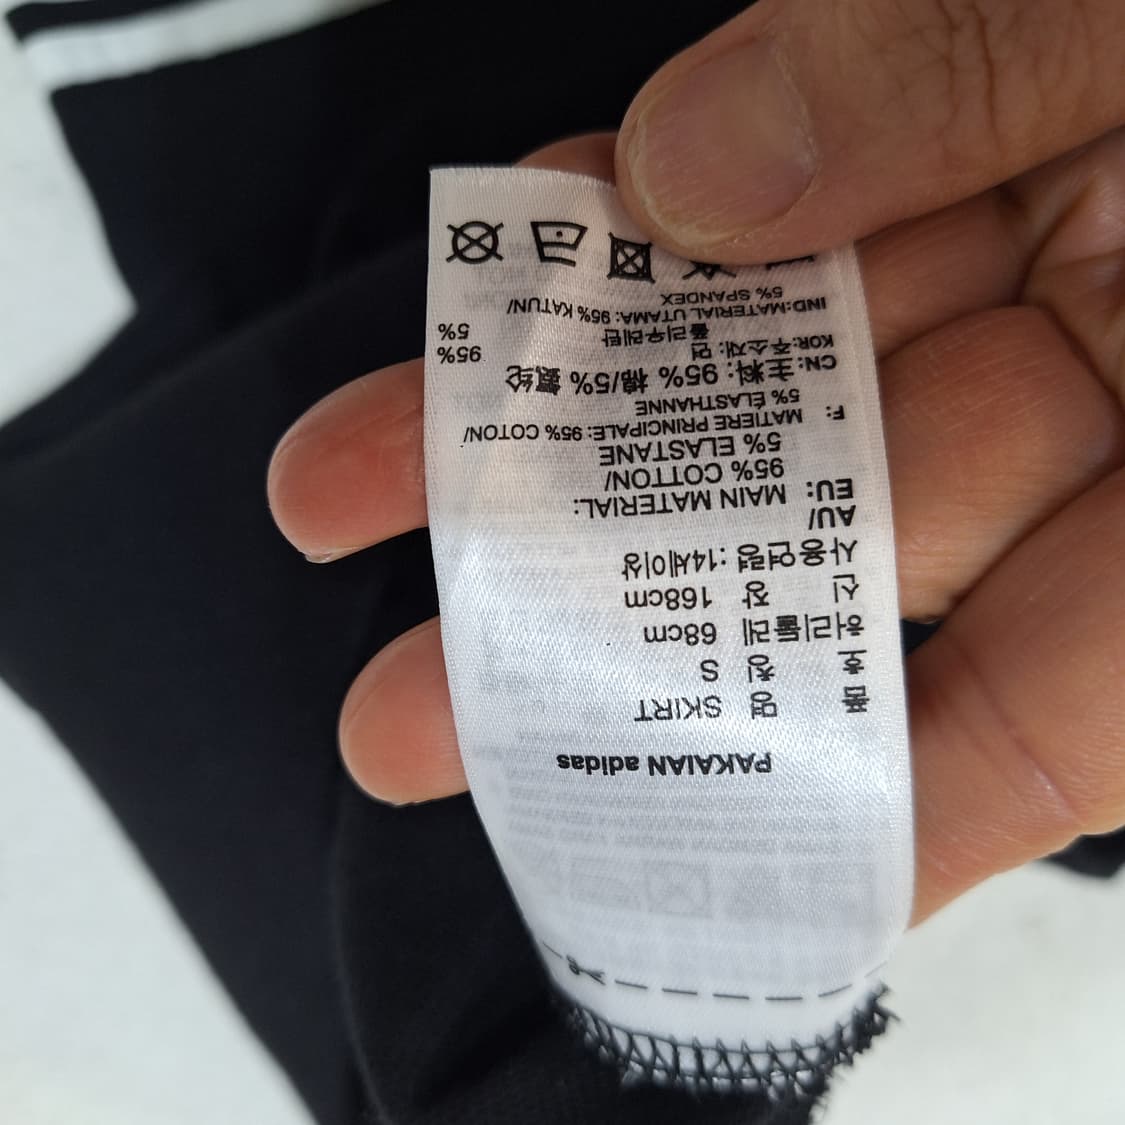 PAKAIAN adidas
품 명 SKIRT
호 칭 S
허리둘레 68cm
신 장 168cm
사용연령:14세이상
AU/
EU: MAIN MATERIAL:
95% COTTON/
5% ELASTANE
F: MATIERE PRINCIPALE: 95% COTON/
5% ÉLASTHANNE
CN: 主料: 95% 棉/5% 氨纶
KOR:주소재: 면 95%
폴리우레탄 5%
IND:MATERIAL UTAMA: 95% KATUN/
5% SPANDEX